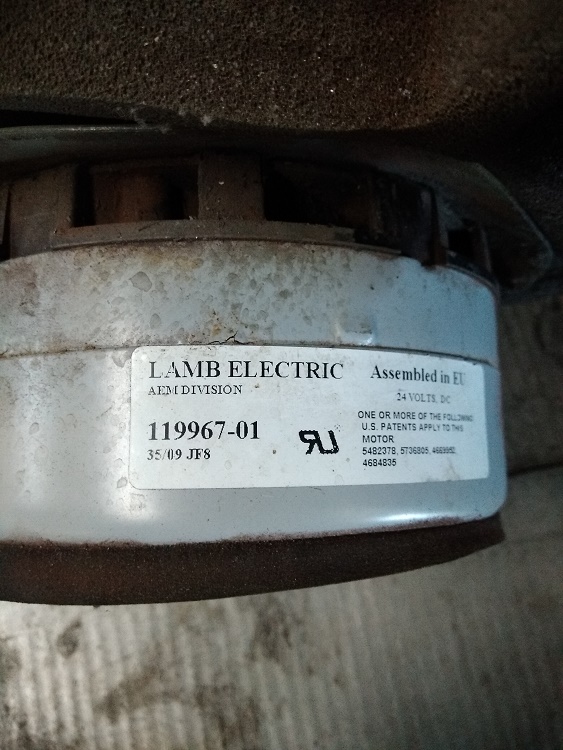 LAMB ELECTRIC
AEM DIVISION
119967-01
35/09 JF8
Assembled in EU
24 VOLTS, DC
ONE OR MORE OF THE FOLLOWING
U.S. PATENTS APPLY TO THIS
MOTOR
5482378, 5736805, 4669952,
4684835